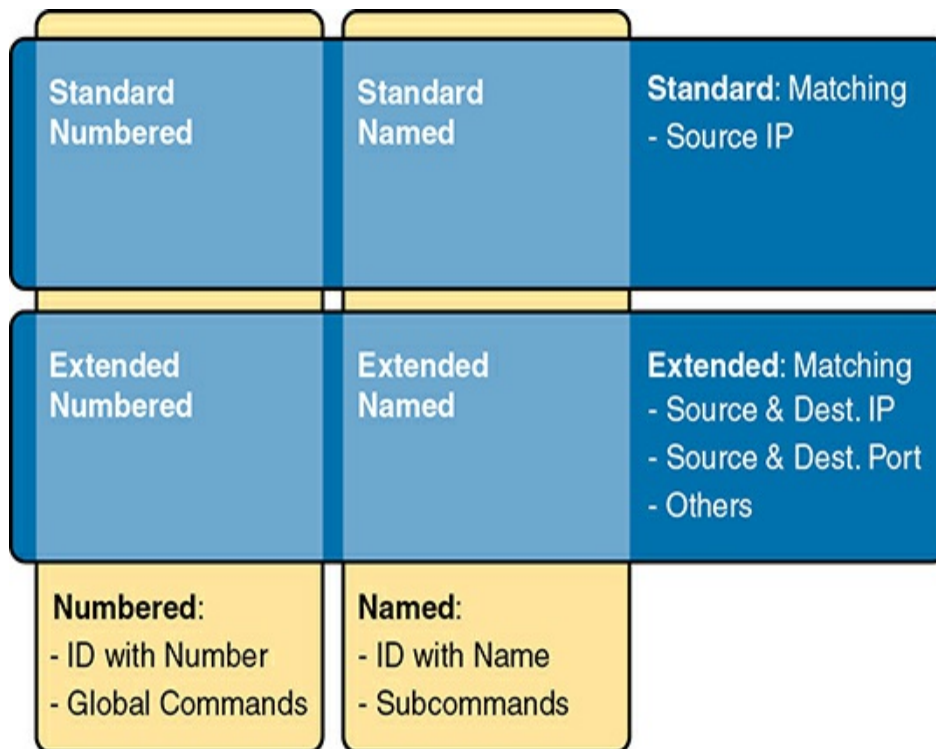 Standard
Numbered
Standard
Named
Standard: Matching
- Source IP
Extended
Numbered
Extended
Named
Extended: Matching
- Source & Dest. IP
- Source & Dest. Port
- Others
Numbered:
- ID with Number
- Global Commands
Named:
- ID with Name
- Subcommands